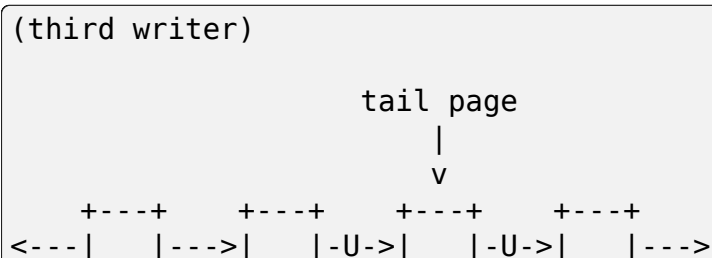 (third writer)

                      tail page
                          |
                          v
    +---+     +---+     +---+     +---+
<---|   |--->|   |-U->|   |-U->|   |--->